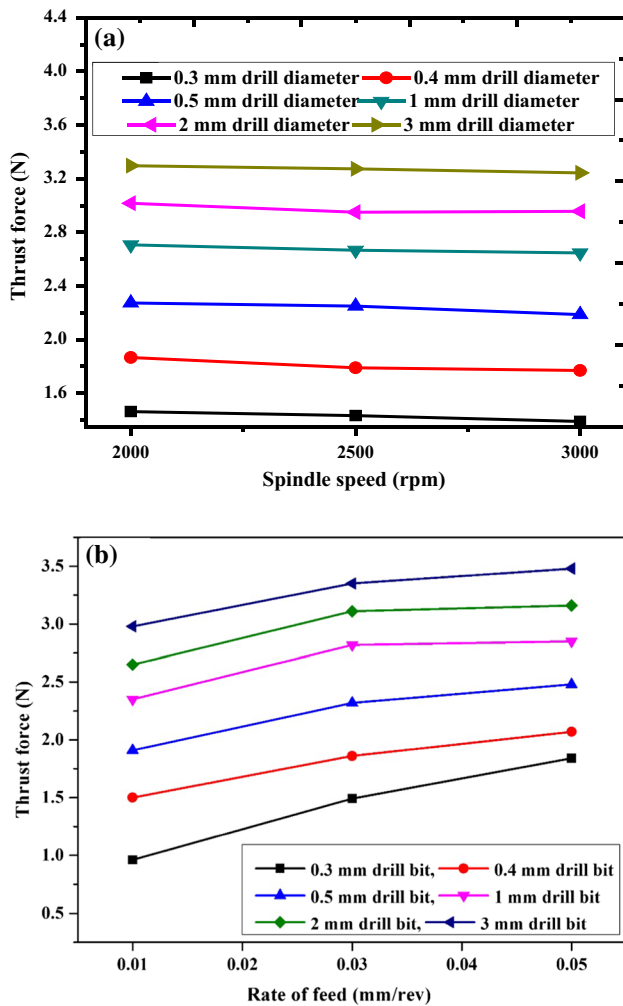 (a)
0.3 mm drill diameter 0.4 mm drill diameter
0.5 mm drill diameter 1 mm drill diameter
2 mm drill diameter 3 mm drill diameter
Thrust force (N)
4.4
4.0
3.6
3.2
2.8
2.4
2.0
1.6
2000 2500 3000
Spindle speed (rpm)
(b)
Thrust force (N)
3.5
3.0
2.5
2.0
1.5
1.0
0.5
0.3 mm drill bit, 0.4 mm drill bit
0.5 mm drill bit, 1 mm drill bit
2 mm drill bit, 3 mm drill bit
0.01 0.02 0.03 0.04 0.05
Rate of feed (mm/rev)